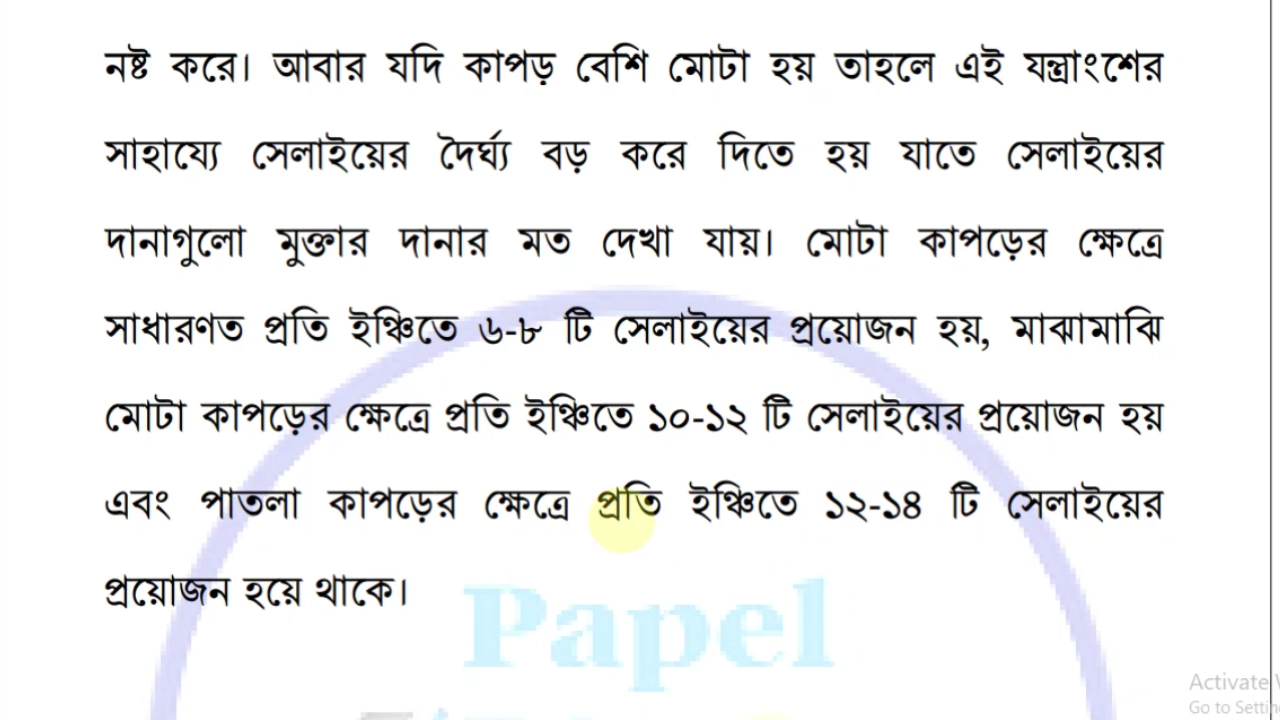 নষ্ট করে। আবার যদি কাপড় বেশি মোটা হয় তাহলে এই যন্ত্রাংশের
সাহায্যে সেলাইয়ের দৈর্ঘ্য বড় করে দিতে হয় যাতে সেলাইয়ের
দানাগুলো মুক্তার দানার মত দেখা যায়। মোটা কাপড়ের ক্ষেত্রে
সাধারণত প্রতি ইঞ্চিতে ৬-৮ টি সেলাইয়ের প্রয়োজন হয়, মাঝামাঝি
মোটা কাপড়ের ক্ষেত্রে প্রতি ইঞ্চিতে ১০-১২ টি সেলাইয়ের প্রয়োজন হয়
এবং পাতলা কাপড়ের ক্ষেত্রে প্রতি ইঞ্চিতে ১২-১৪ টি সেলাইয়ের
প্রয়োজন হয়ে থাকে।
Papel
Activate
Go to